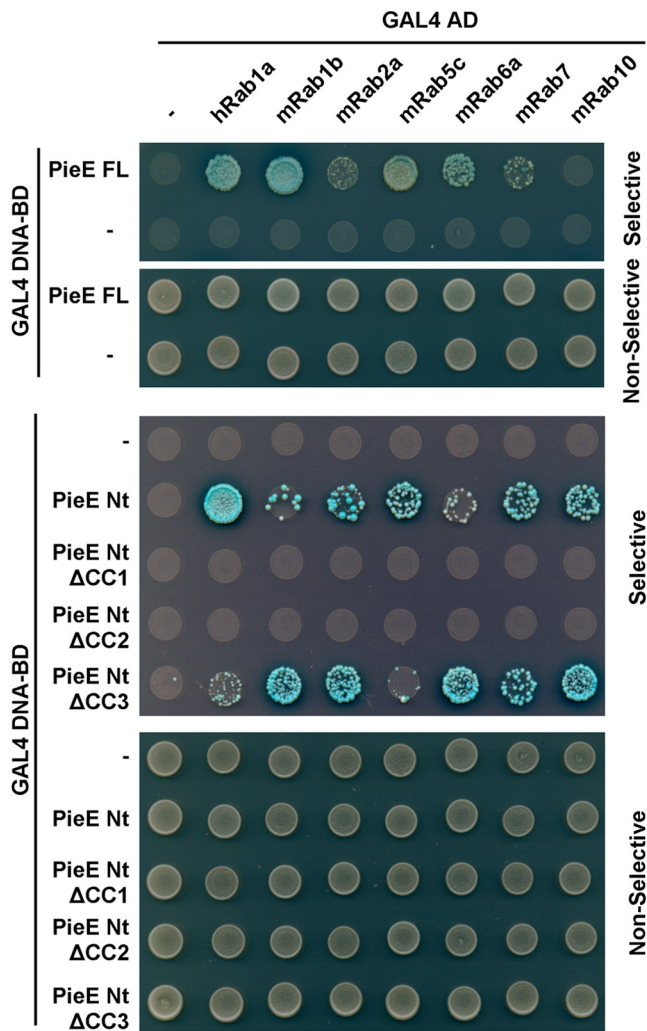 GAL4 AD
- hRab1a mRab1b mRab2a mRab5c mRab6a mRab7 mRab10
GAL4 DNA-BD
PieE FL
-
Selective
PieE FL
-
Non-Selective
GAL4 DNA-BD
-
PieE Nt
PieE Nt
ΔCC1
PieE Nt
ΔCC2
PieE Nt
ΔCC3
Selective
-
PieE Nt
PieE Nt
ΔCC1
PieE Nt
ΔCC2
PieE Nt
ΔCC3
Non-Selective